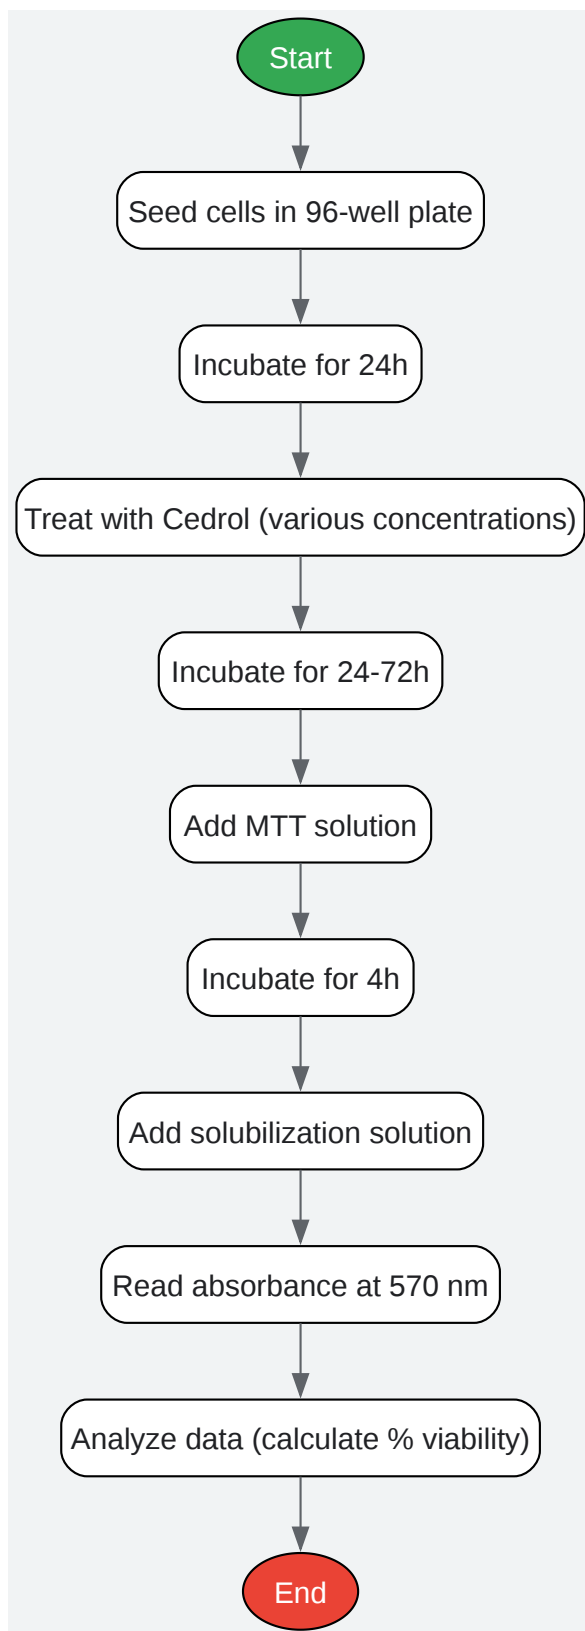 Start
Seed cells in 96-well plate
Incubate for 24h
Treat with Cedrol (various concentrations)
Incubate for 24-72h
Add MTT solution
Incubate for 4h
Add solubilization solution
Read absorbance at 570 nm
Analyze data (calculate % viability)
End